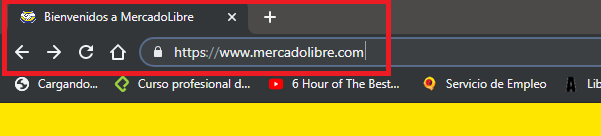 Bienvenidos a MercadoLibre
https://www.mercadolibre.com
Cargando... Curso profesional d... 6 Hour of The Best... Servicio de Empleo Lib